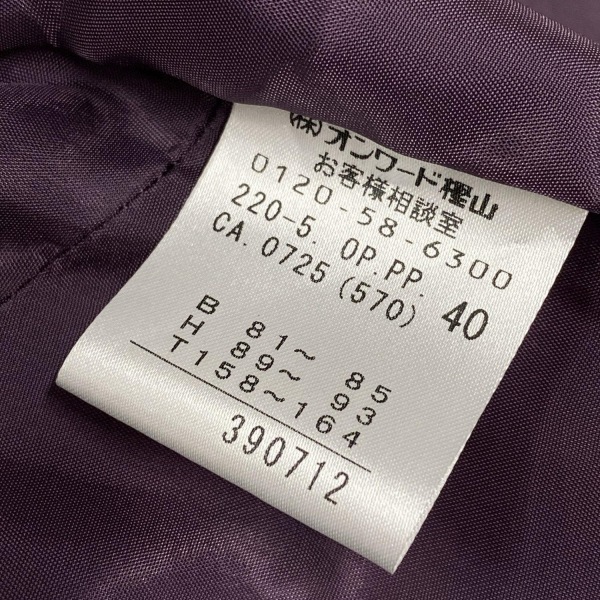 (株)オンワード樫山
お客様相談室
0120-58-6300
220-5. OP.PP.
CA. 0725 (570) 40
B 81〜 85
H 89〜 93
T158〜164
390712